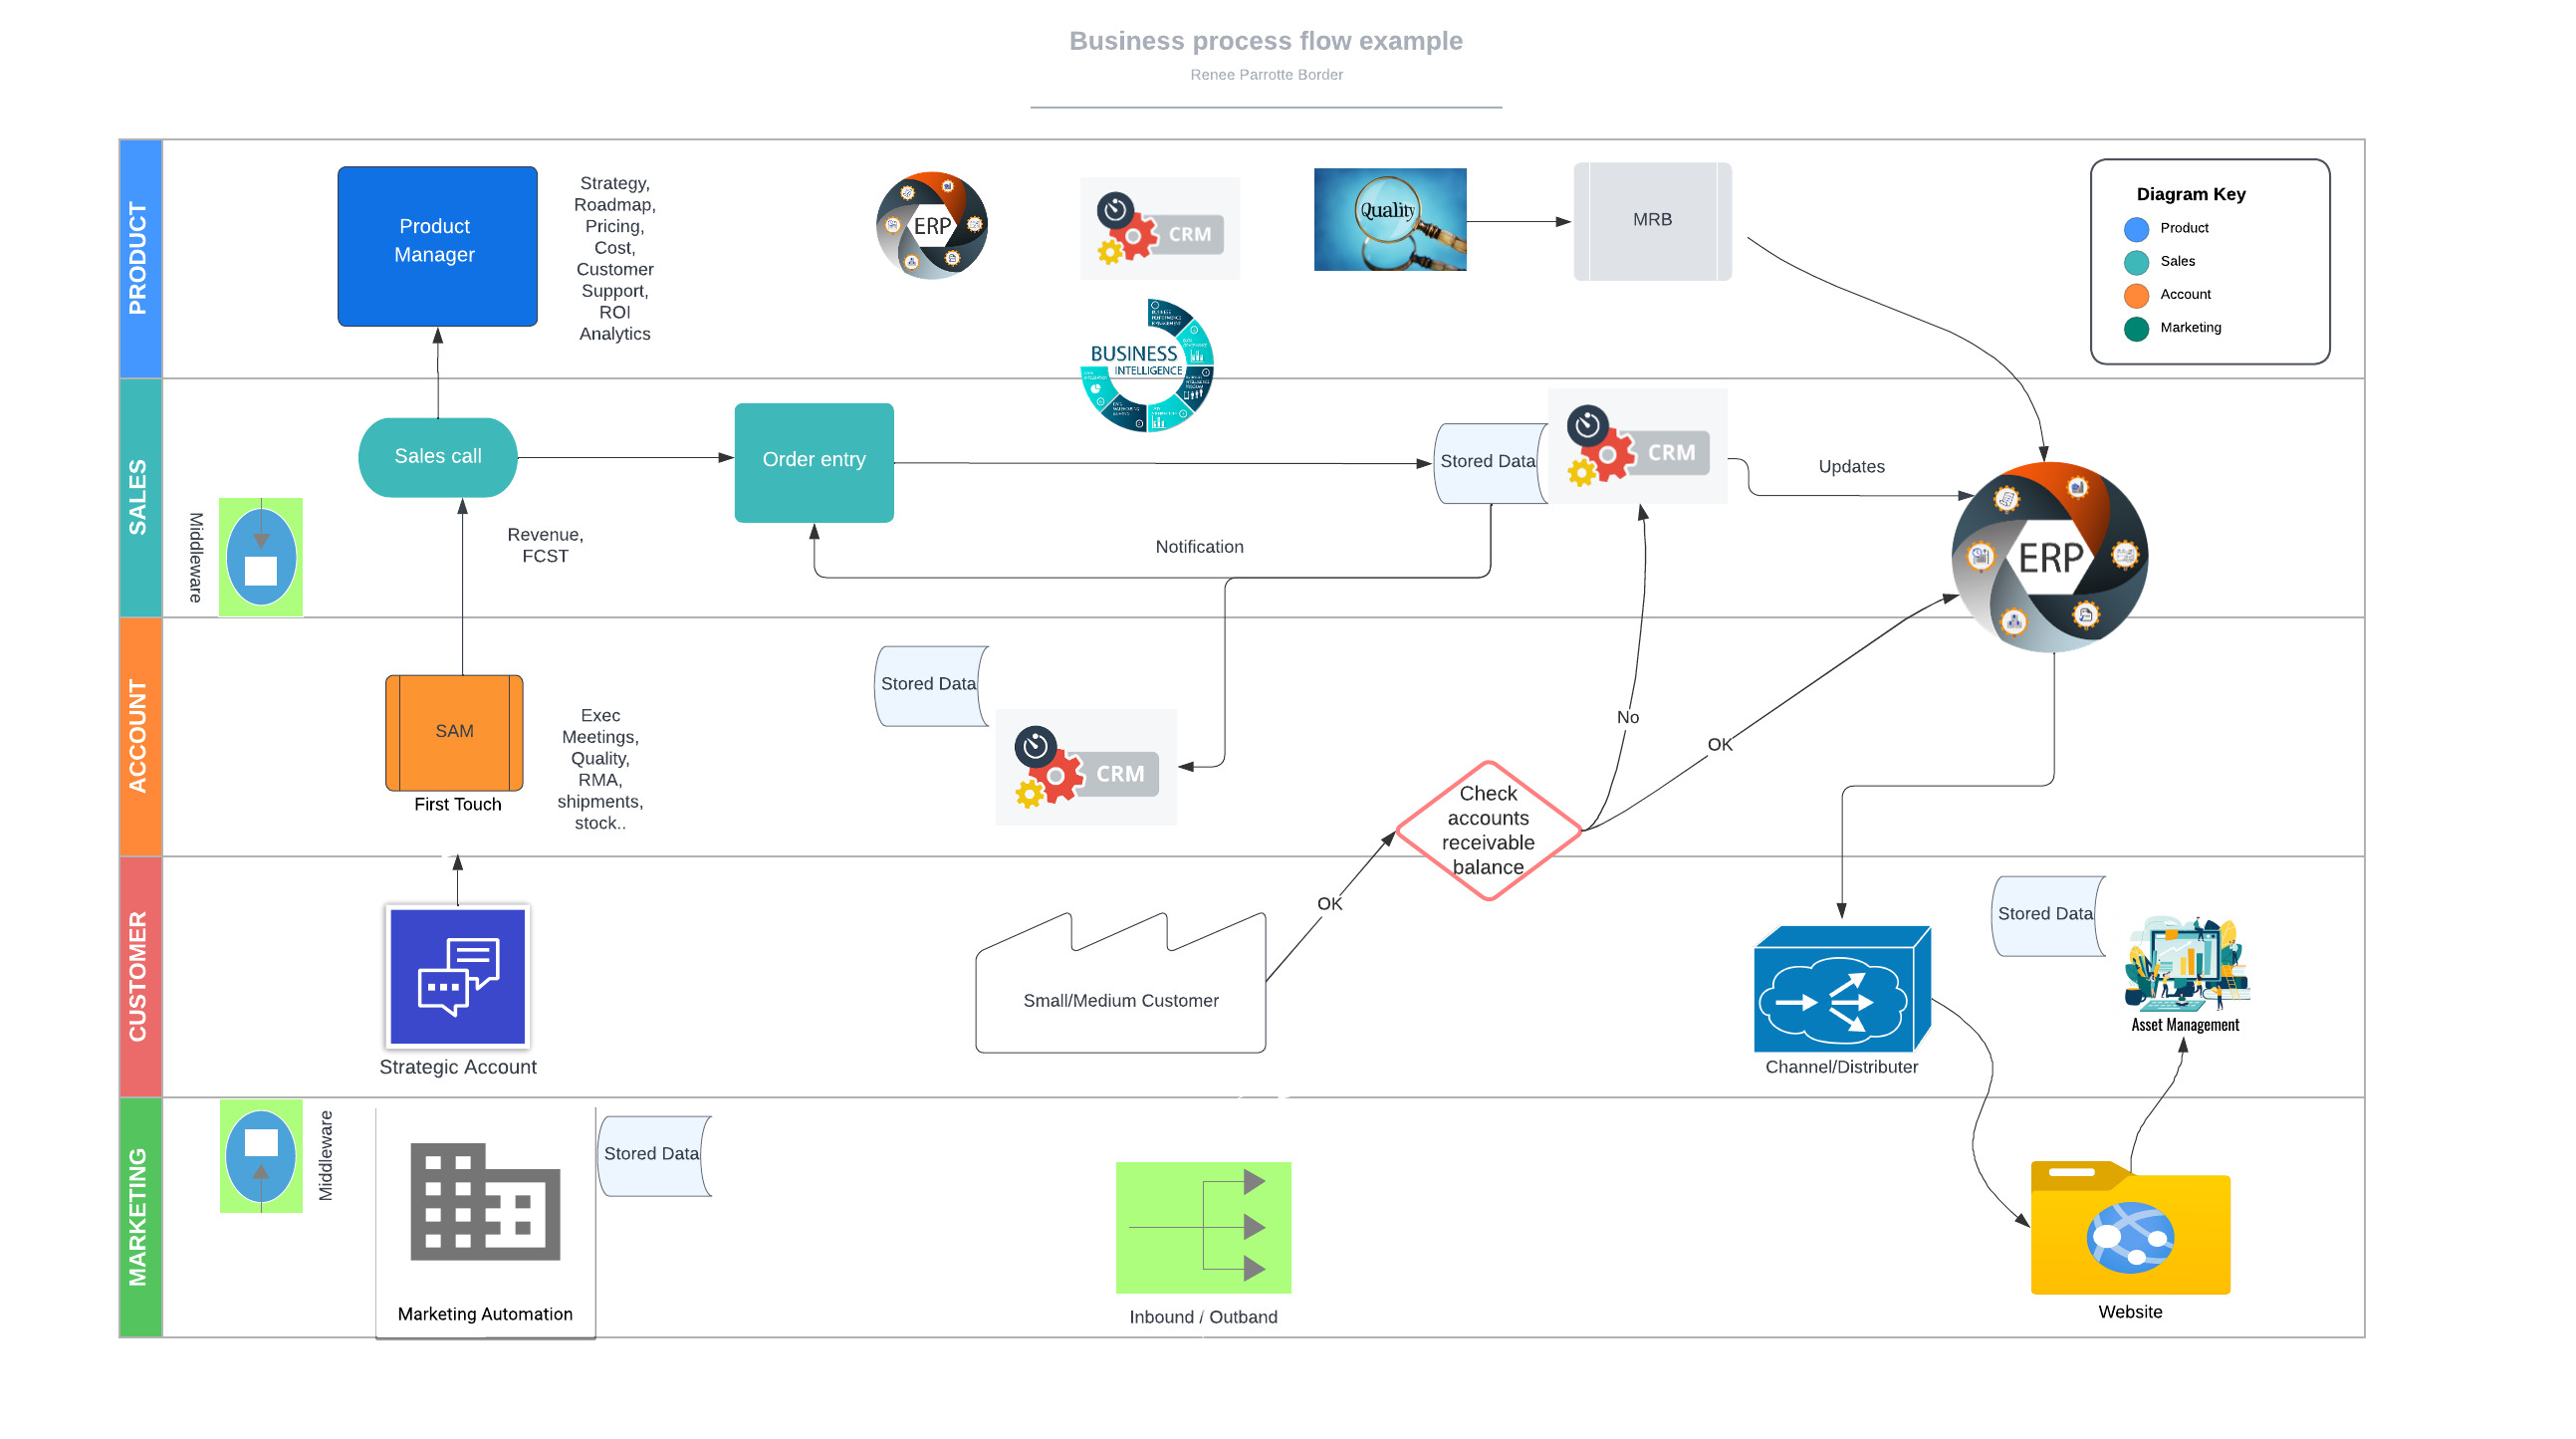 Business process flow example
Renee Parrotte Border
PRODUCT
Product
Manager
Strategy,
Roadmap,
Pricing,
Cost,
Customer
Support,
ROI
Analytics
ERP
CRM
Quality
MRB
Diagram Key
Product
Sales
Account
Marketing
BUSINESS
INTELLIGENCE
SALES
Sales call
Order entry
Stored Data
CRM
Updates
ERP
Middleware
Revenue,
FCST
Notification
ACCOUNT
SAM
First Touch
Exec
Meetings,
Quality,
RMA,
shipments,
stock..
Stored Data
CRM
No
OK
Check
accounts
receivable
balance
CUSTOMER
Strategic Account
OK
Small/Medium Customer
Channel/Distributer
Stored Data
Asset Management
MARKETING
Middleware
Marketing Automation
Stored Data
Inbound / Outband
Website